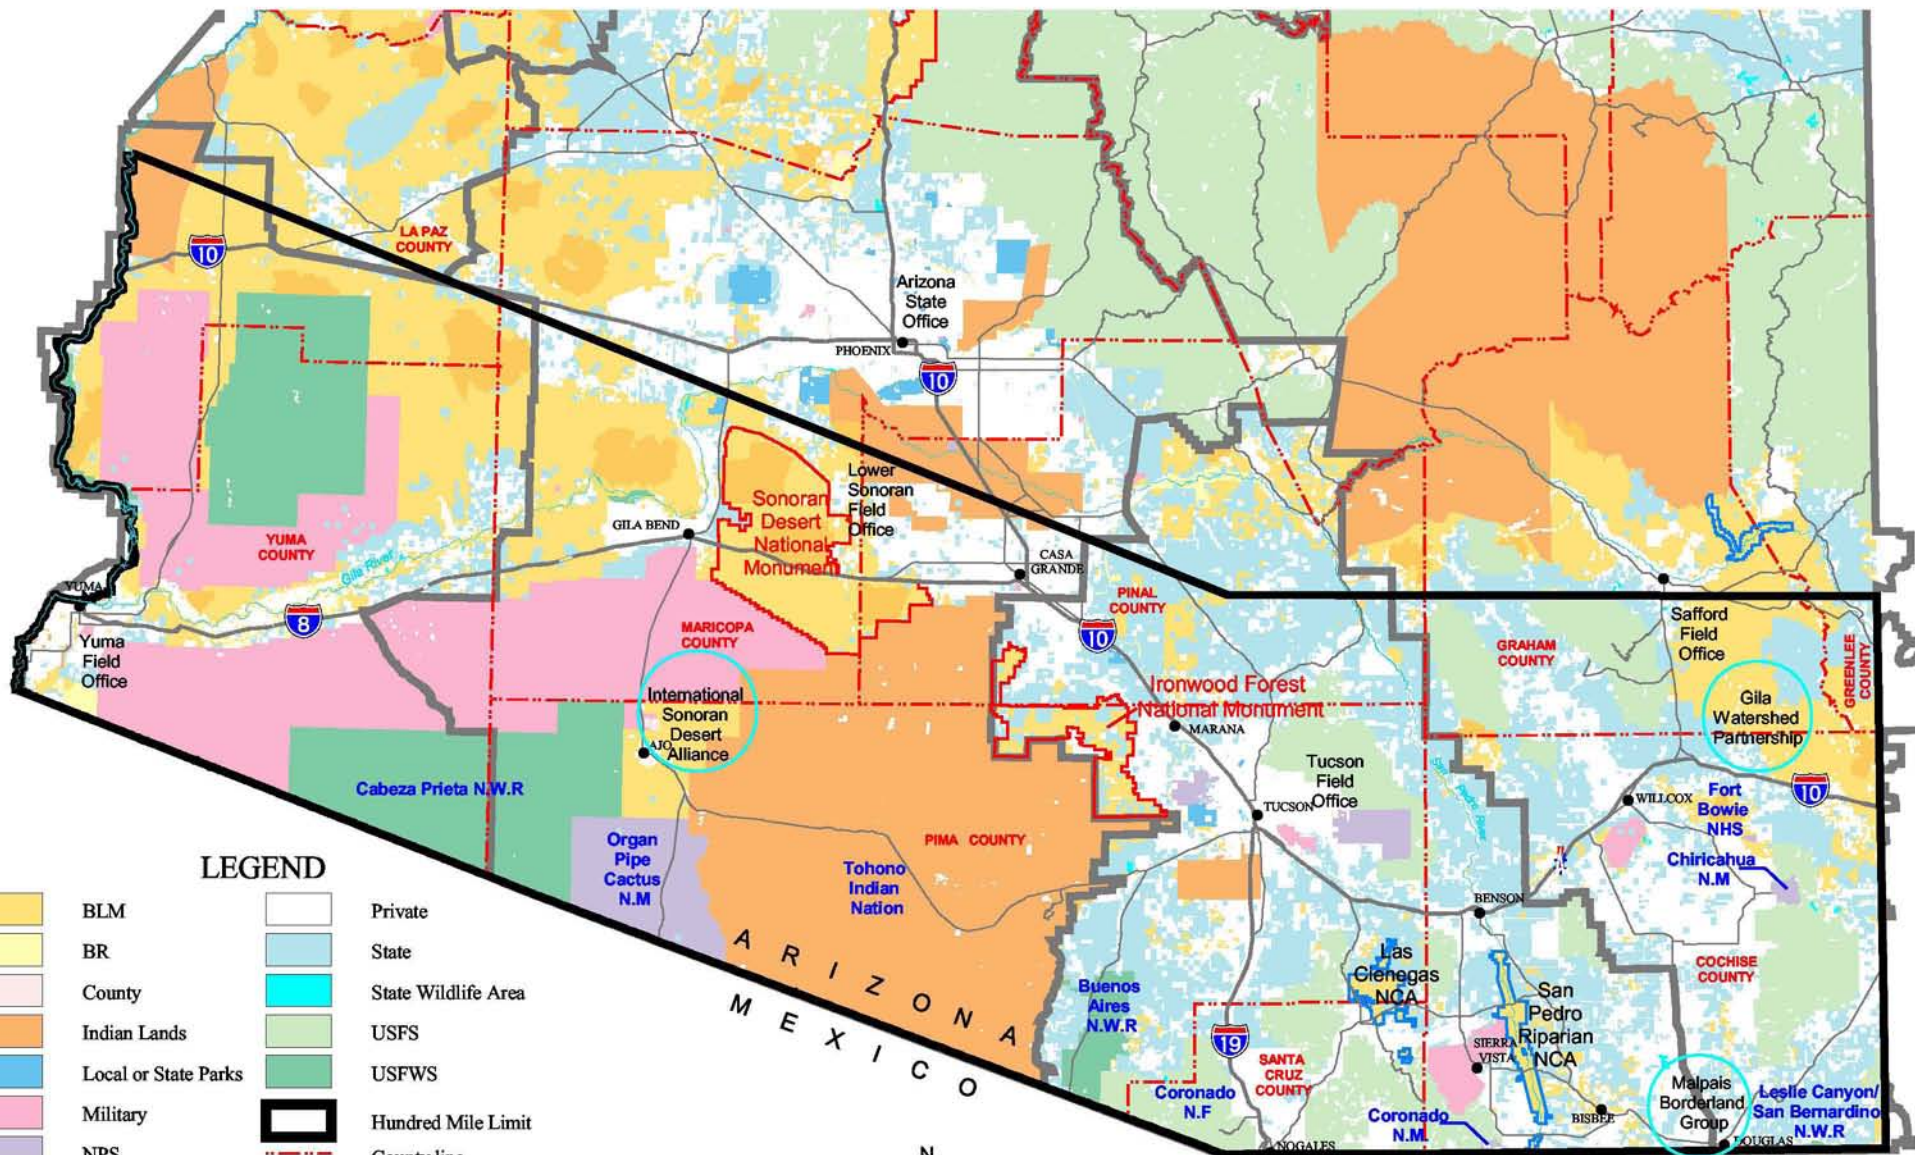 LA PAZ
COUNTY
10
Arizona
State
Office
PHOENIX
10
Lower
Sonoran
Field
Office
Sonoran
Desert
National
Monument
GILA BEND
YUMA
COUNTY
Gila River
CASA
GRANDE
YUMA
8
Yuma
Field
Office
PINAL
COUNTY
10
MARICOPA
COUNTY
Safford
Field
Office
GRAHAM
COUNTY
GREENLEE
COUNTY
International
Sonoran
Desert
Alliance
AJO
Ironwood Forest
National Monument
MARANA
Gila
Watershed
Partnership
Tucson
Field
Office
San Pedro River
TUCSON
WILLCOX
10
Fort
Bowie
NHS
Chiricahua
N.M
Cabeza Prieta N.W.R
Organ
Pipe
Cactus
N.M
PIMA COUNTY
Tohono
Indian
Nation
BENSON
ARIZONA
MEXICO
Buenos
Aires
N.W.R
Las
Cienegas
NCA
San
Pedro
Riparian
NCA
COCHISE
COUNTY
19
SANTA
CRUZ
COUNTY
SIERRA
VISTA
Coronado
N.F
Coronado
N.M
BISBEE
Malpais
Borderland
Group
Leslie Canyon/
San Bernardino
N.W.R
NOGALES
DOUGLAS
LEGEND
BLM
BR
County
Indian Lands
Local or State Parks
Military
NPS
Private
State
State Wildlife Area
USFS
USFWS
Hundred Mile Limit
County line
N